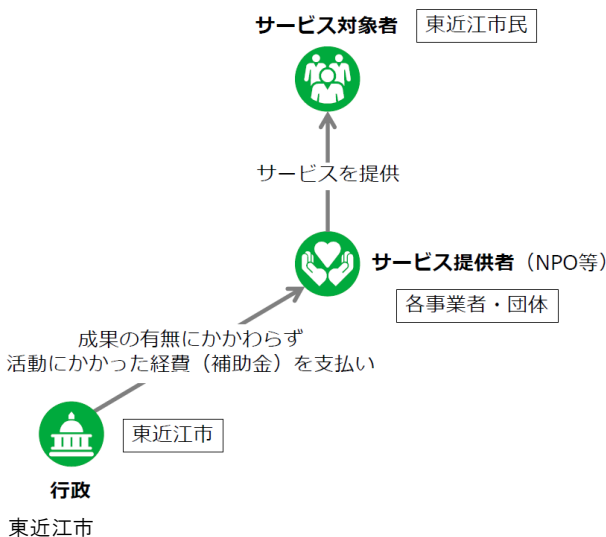 サービス対象者 東近江市民
サービスを提供
サービス提供者（NPO等）
各事業者・団体
成果の有無にかかわらず
活動にかかった経費（補助金）を支払い
東近江市
行政
東近江市